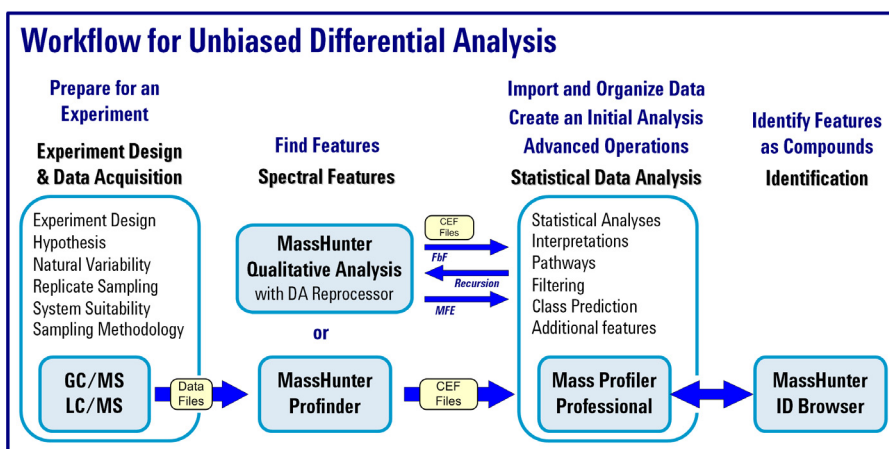 Workflow for Unbiased Differential Analysis
Prepare for an
Experiment
Experiment Design
& Data Acquisition
Experiment Design
Hypothesis
Natural Variability
Replicate Sampling
System Suitability
Sampling Methodology
GC/MS
LC/MS
Data
Files
Find Features
Spectral Features
MassHunter
Qualitative Analysis
with DA Reprocessor
or
MassHunter
Profinder
CEF
Files
FbF
Recursion
MFE
CEF
Files
Import and Organize Data
Create an Initial Analysis
Advanced Operations
Statistical Data Analysis
Statistical Analyses
Interpretations
Pathways
Filtering
Class Prediction
Additional features
Mass Profiler
Professional
Identify Features
as Compounds
Identification
MassHunter
ID Browser